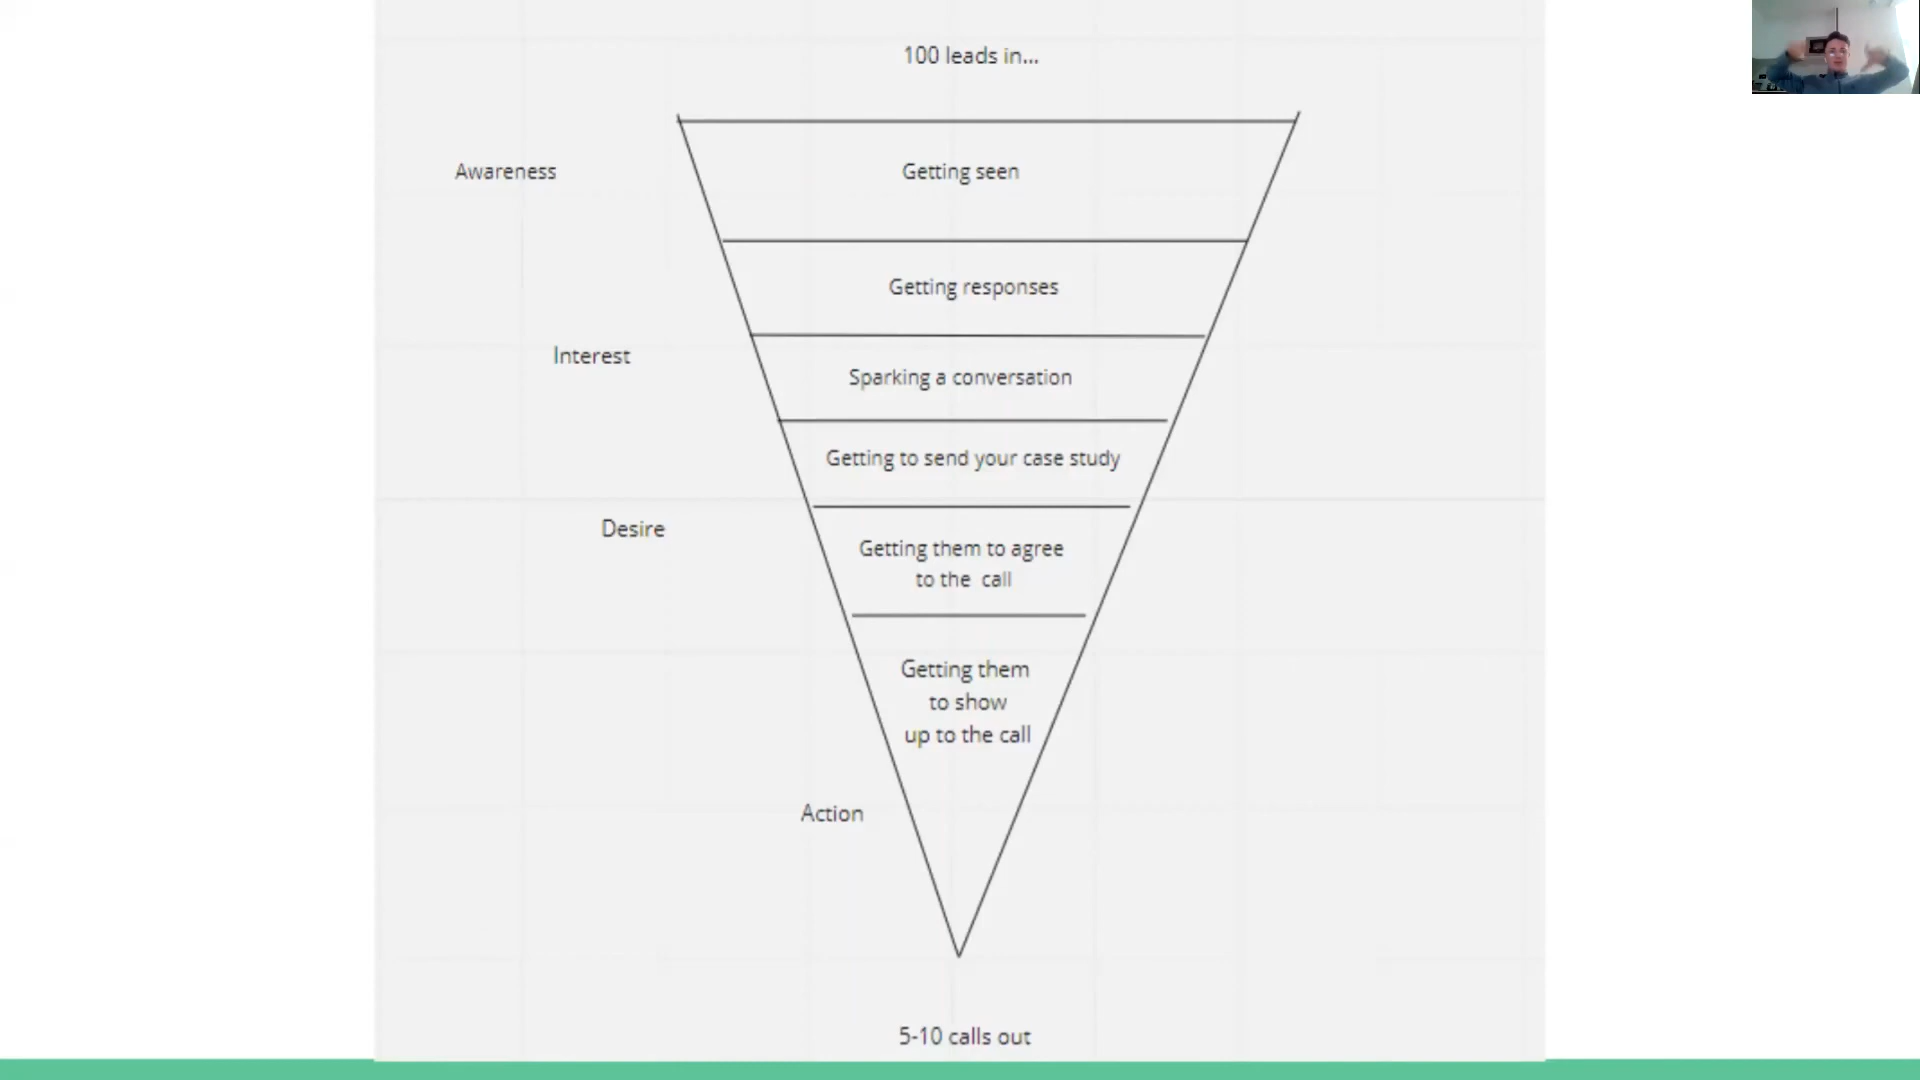 100 leads in...
Awareness
Getting seen
Getting responses
Interest
Sparking a conversation
Getting to send your case study
Desire
Getting them to agree
to the call
Getting them
to show
up to the call
Action
5-10 calls out